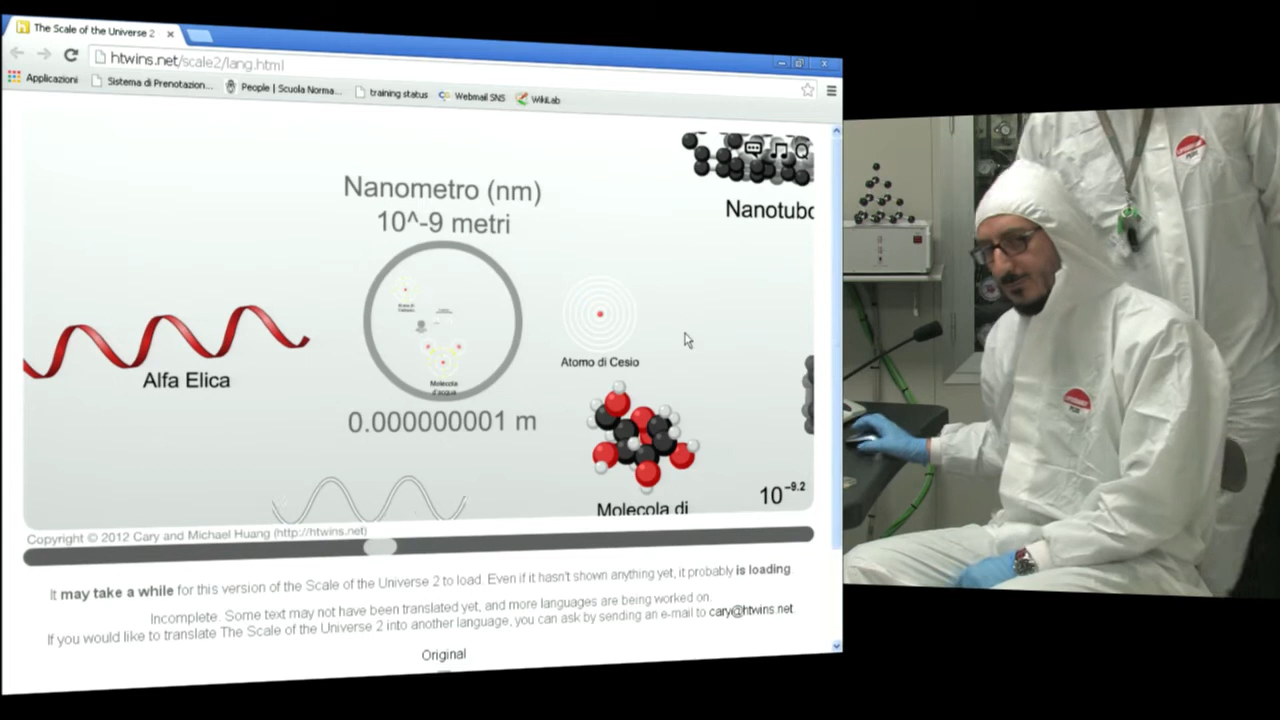 The Scale of the Universe 2
htwins.net/scale2/lang.html
Applicazioni
Sistema di Prenotazion...
People | Scuola Norma...
training status
Webmail SNS
WikiLab
Nanometro (nm)
10^-9 metri
Nanotubo
Alfa Elica
Molecola
d'acqua
Atomo di Cesio
0.000000001 m
Molecola di
10^-9.2
Copyright © 2012 Cary and Michael Huang (http://htwins.net)
It may take a while for this version of the Scale of the Universe 2 to load. Even if it hasn't shown anything yet, it probably is loading.
Incomplete. Some text may not have been translated yet, and more languages are being worked on.
If you would like to translate The Scale of the Universe 2 into another language, you can ask by sending an e-mail to cary@htwins.net.
Original